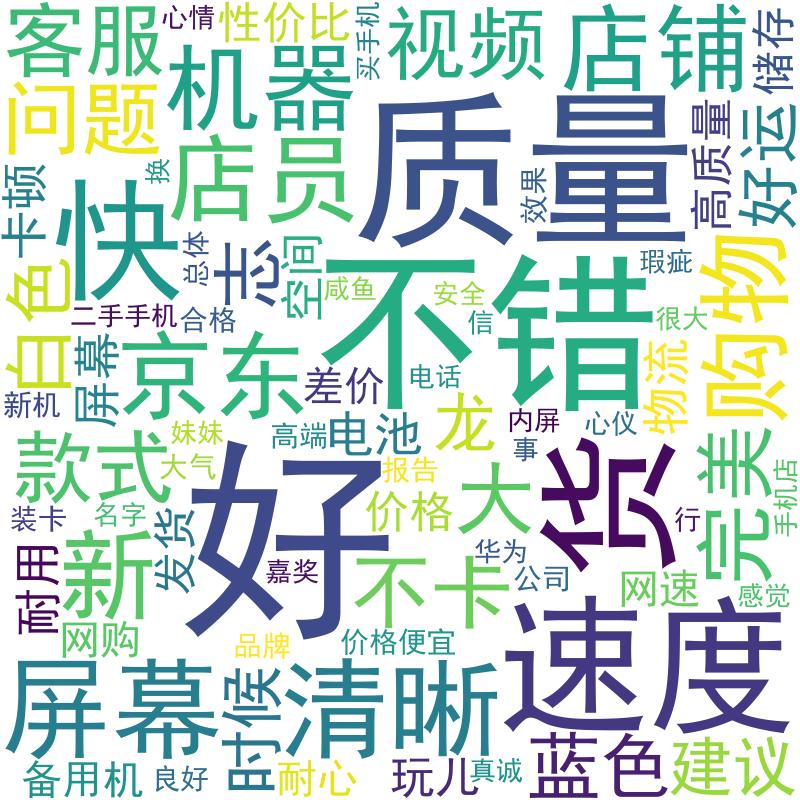 客服
心情
性价比
买手机
视频
店铺
储存
机器
问题
店员
质量
高质量
好运
卡顿
换
快
效果
志
总体
空间
瑕疵
购物
白色
咸鱼
安全
不错
二手手机
合格
信
很大
屏幕
京东
差价
电话
物流
新机
龙
内屏
心仪
妹妹
高端
电池
事
款式
大气
好
报告
货
完美
手机店
装卡
名字
发货
价格
大
行
耐用
新
嘉奖
不卡
华为
公司
网速
感觉
网购
品牌
价格便宜
速度
屏幕
时候
清晰
蓝色
建议
备用机
良好
耐心
玩儿
真诚